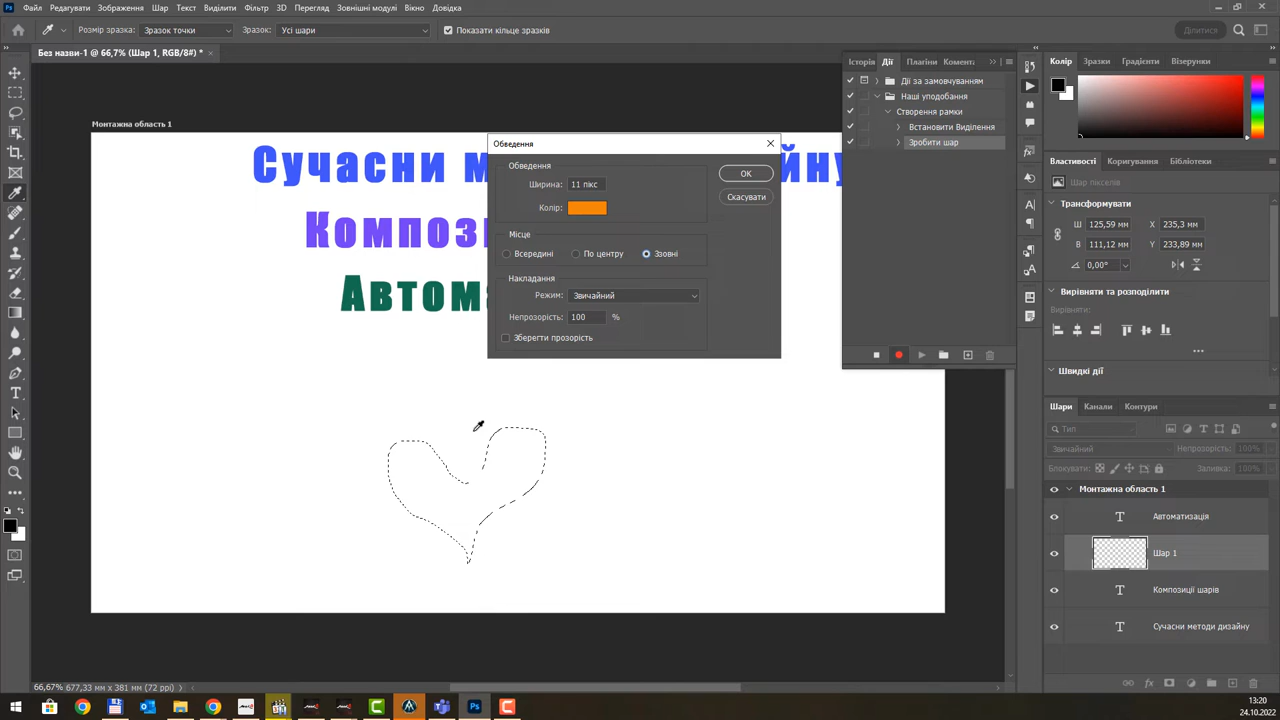 Файл Редагувати Зображення Шар Текст Виділити Фільтр 3D Перегляд Зовнішні модулі Вікно Довідка
Розмір зразка: Зразок точки Зразок: Усі шари Показати кільце зразків Ділитися
Без назви-1 @ 66,7% (Шар 1, RGB/8#) *
Монтажна область 1
Сучасни м
дизайну
Композ
Автома
Обведення
Обведення
Ширина: 11 пікс
Колір:
Місце
Всередині По центру Ззовні
Накладання
Режим: Звичайний
Непрозорість: 100 %
Зберегти прозорість
OK
Скасувати
Історія Дії Плагіни Комента
Дії за замовчуванням
Наші уподобання
Створення рамки
Встановити Виділення
Зробити шар
Колір Зразки Градієнти Візерунки
Властивості Коригування Бібліотеки
Шар пікселів
Трансформувати
Ш 125,59 мм X 235,3 мм
В 111,12 мм Y 233,89 мм
0,00°
Вирівняти та розподілити
Вирівняти:
Швидкі дії
Шари Канали Контури
Тип
Звичайний Непрозорість: 100%
Блокувати: Заливка: 100%
Монтажна область 1
Автоматизація
Шар 1
Композиції шарів
Сучасни методи дизайну
66,67% 677,33 мм x 381 мм (72 ppi)
13:20
24.10.2022